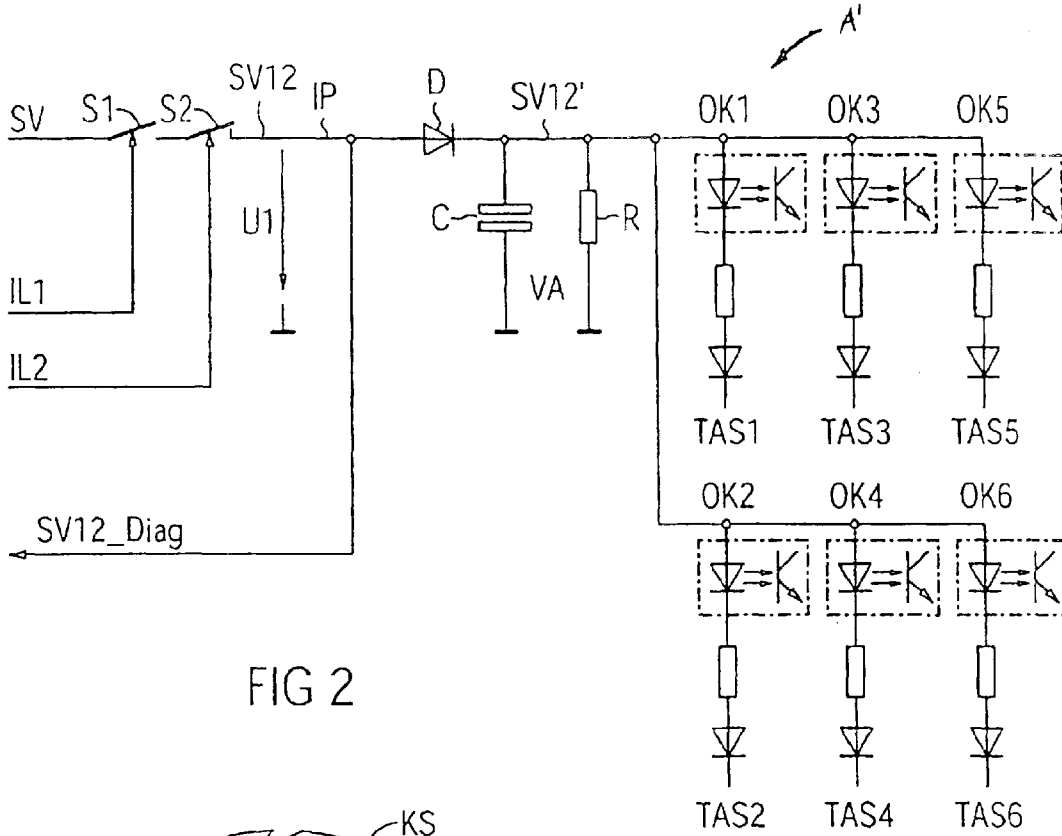 A'
SV S1 S2 SV12 IP D SV12' OK1 OK3 OK5
U1 C VA R
IL1
IL2
TAS1 TAS3 TAS5
OK2 OK4 OK6
SV12_Diag
FIG 2
TAS2 TAS4 TAS6
KS